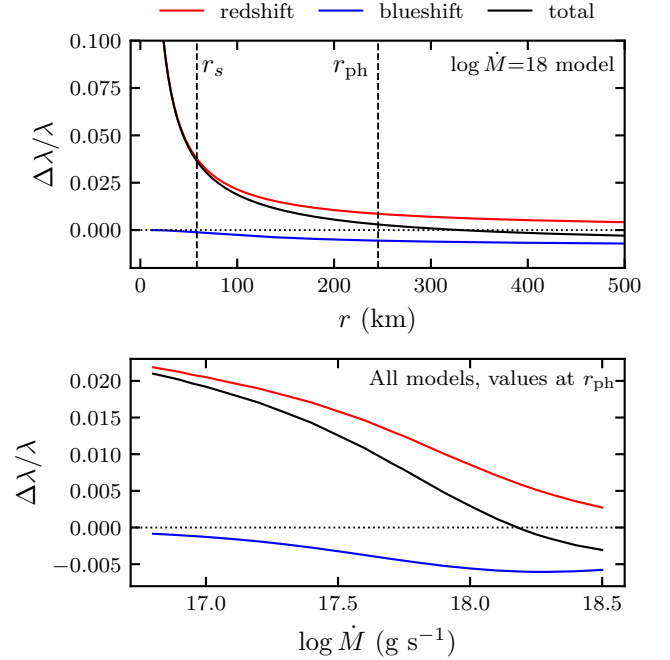 redshift blueshift total
0.100
0.075
0.050
0.025
0.000
Δλ/λ
r_s
r_ph
log Ṁ=18 model
0 100 200 300 400 500
r (km)
0.020
0.015
0.010
0.005
0.000
−0.005
Δλ/λ
All models, values at r_ph
17.0 17.5 18.0 18.5
log Ṁ (g s⁻¹)